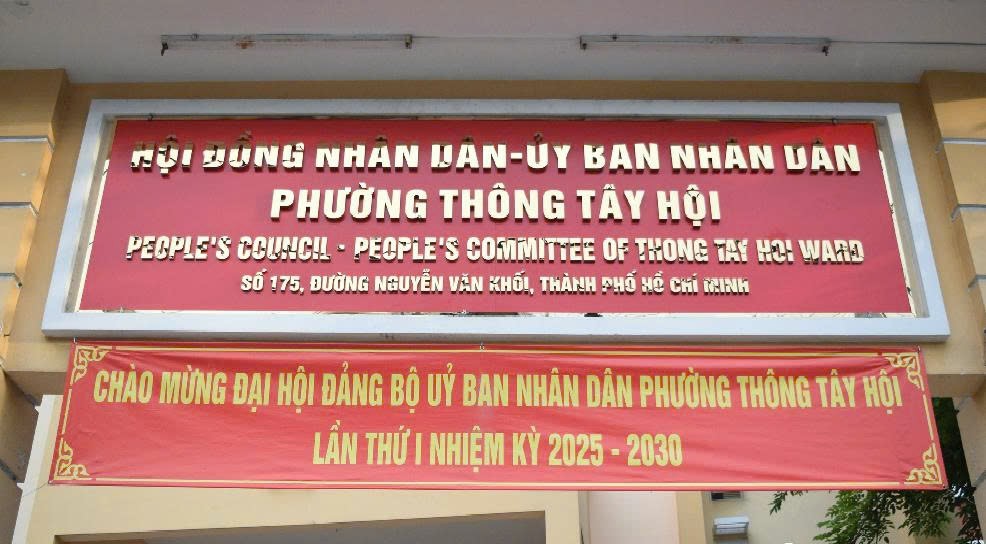 HỘI ĐỒNG NHÂN DÂN-ỦY BAN NHÂN DÂN
PHƯỜNG THÔNG TÂY HỘI
PEOPLE'S COUNCIL - PEOPLE'S COMMITTEE OF THONG TAY HOI WARD
SỐ 175, ĐƯỜNG NGUYỄN VĂN KHỐI, THÀNH PHỐ HỒ CHÍ MINH
CHÀO MỪNG ĐẠI HỘI ĐẢNG BỘ UỶ BAN NHÂN DÂN PHƯỜNG THÔNG TÂY HỘI
LẦN THỨ I NHIỆM KỲ 2025 - 2030